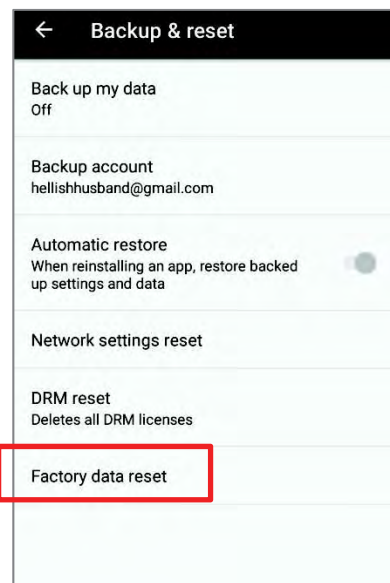 Backup & reset
Back up my data
Off
Backup account
hellishhusband@gmail.com
Automatic restore
When reinstalling an app, restore backed
up settings and data
Network settings reset
DRM reset
Deletes all DRM licenses
Factory data reset